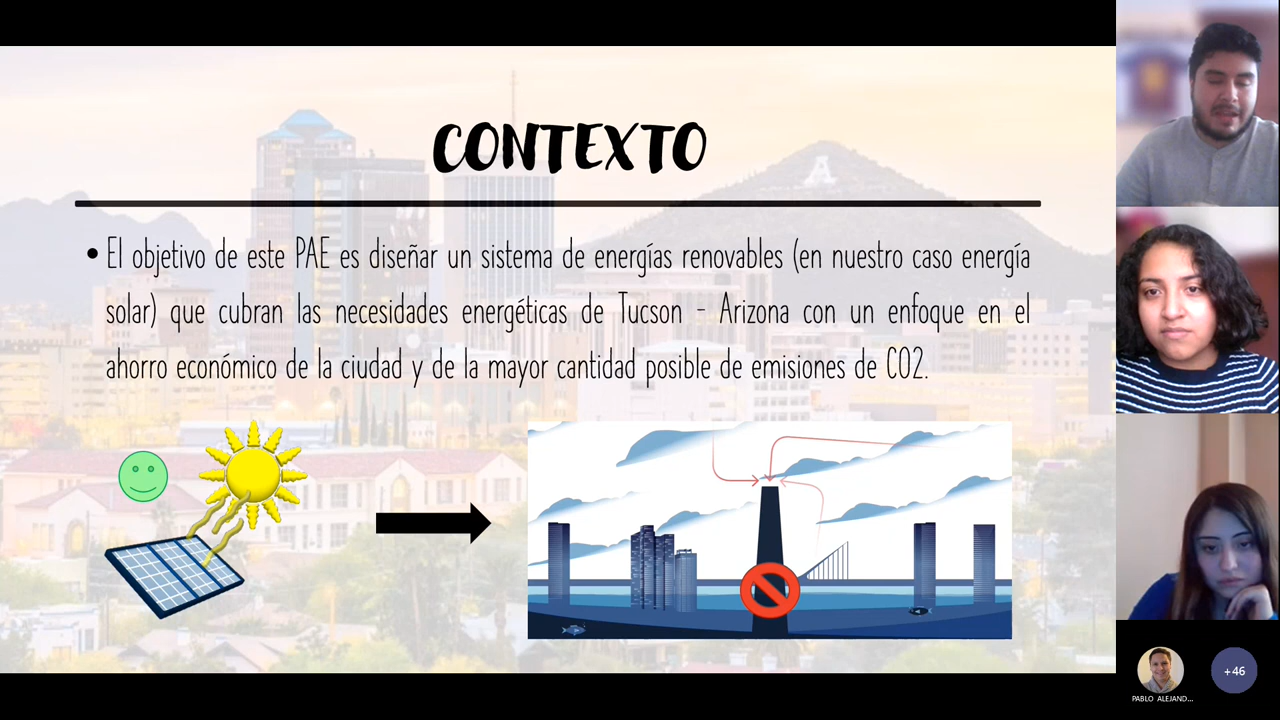 CONTEXTO
• El objetivo de este PAE es diseñar un sistema de energías renovables (en nuestro caso energía
solar) que cubran las necesidades energéticas de Tucson - Arizona con un enfoque en el
ahorro económico de la ciudad y de la mayor cantidad posible de emisiones de CO2.
A
PABLO ALEJAND...
+46